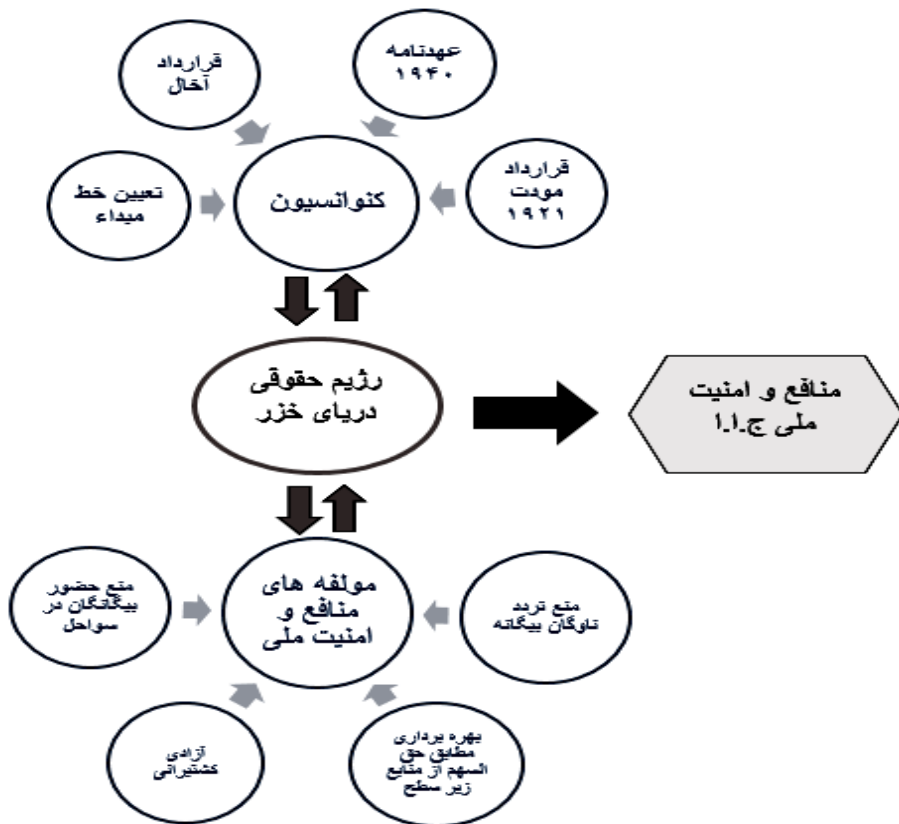 قرارداد
آخال
عهدنامه
۱۹۴۰
تعیین خط
مبداء
کنوانسیون
قرارداد
مودت
۱۹۲۱
رژیم حقوقی
دریای خزر
منافع و امنیت
ملی ج.ا.ا
مولفه های
منافع و
امنیت ملی
منع حضور
بیگانگان در
سواحل
منع تردد
ناوگان بیگانه
آزادی
کشتیرانی
بهره برداری
مطابق حق
السهم از منابع
زیر سطح